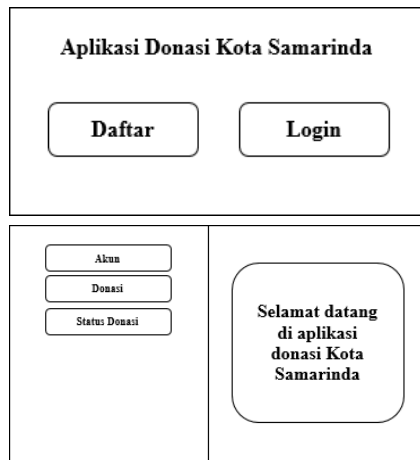 Aplikasi Donasi Kota Samarinda
Daftar
Login
Akun
Donasi
Status Donasi
Selamat datang
di aplikasi
donasi Kota
Samarinda